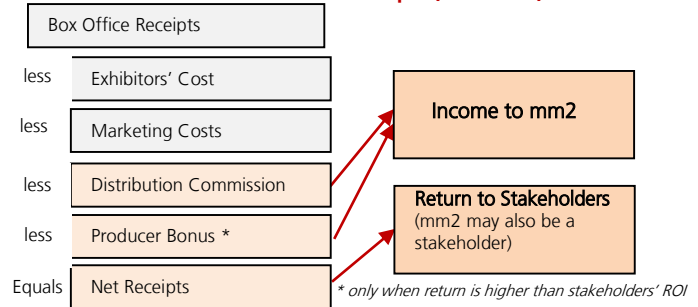 Box Office Receipts
less Exhibitors’ Cost
less Marketing Costs
less Distribution Commission
less Producer Bonus *
Equals Net Receipts
Income to mm2
Return to Stakeholders
(mm2 may also be a
stakeholder)
* only when return is higher than stakeholders’ ROI